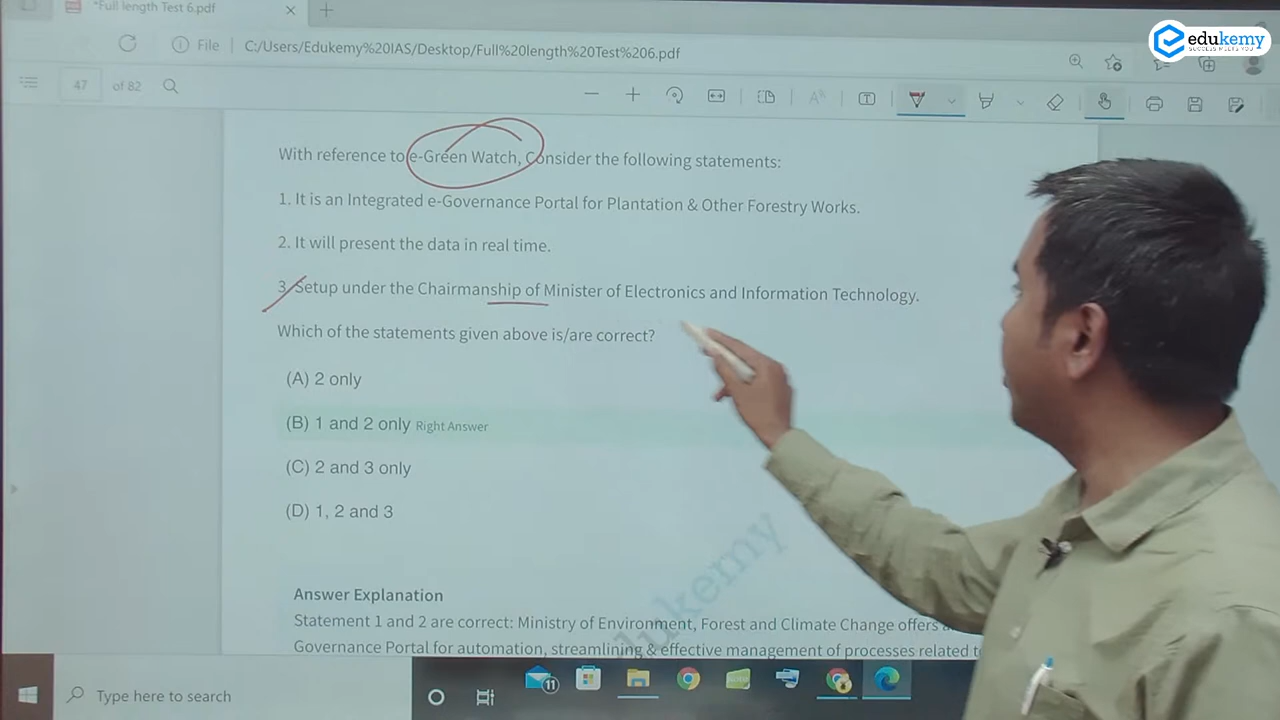 *Full length Test 6.pdf
File C:/Users/Edukemy%20IAS/Desktop/Full%20length%20Test%206.pdf
edukemy
47 of 82
With reference to e-Green Watch, Consider the following statements:
1. It is an Integrated e-Governance Portal for Plantation & Other Forestry Works.
2. It will present the data in real time.
3. Setup under the Chairmanship of Minister of Electronics and Information Technology.
Which of the statements given above is/are correct?
(A) 2 only
(B) 1 and 2 only Right Answer
(C) 2 and 3 only
(D) 1, 2 and 3
Answer Explanation
Statement 1 and 2 are correct: Ministry of Environment, Forest and Climate Change offers
Governance Portal for automation, streamlining & effective management of processes related
Type here to search
11